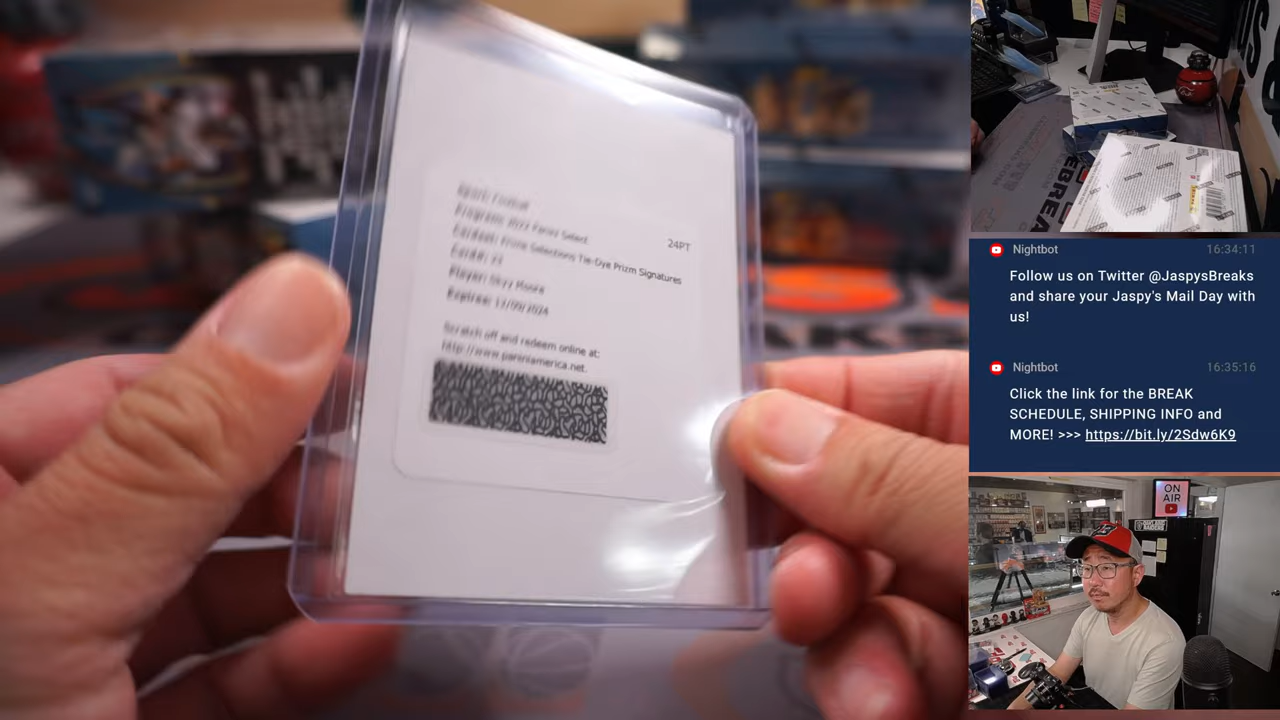 Sport: Football
Program: 2022 Panini Select
24PT
Cardset: Prime Selections Tie-Dye Prizm Signatures
Player: Skyy Moore
Expires: 12/09/2024
Scratch off and redeem online at:
http://www.paniniamerica.net.
Nightbot 16:34:11
Follow us on Twitter @JaspysBreaks
and share your Jaspy's Mail Day with
us!
Nightbot 16:35:16
Click the link for the BREAK
SCHEDULE, SHIPPING INFO and
MORE! >>> https://bit.ly/2Sdw6K9
ON
AIR